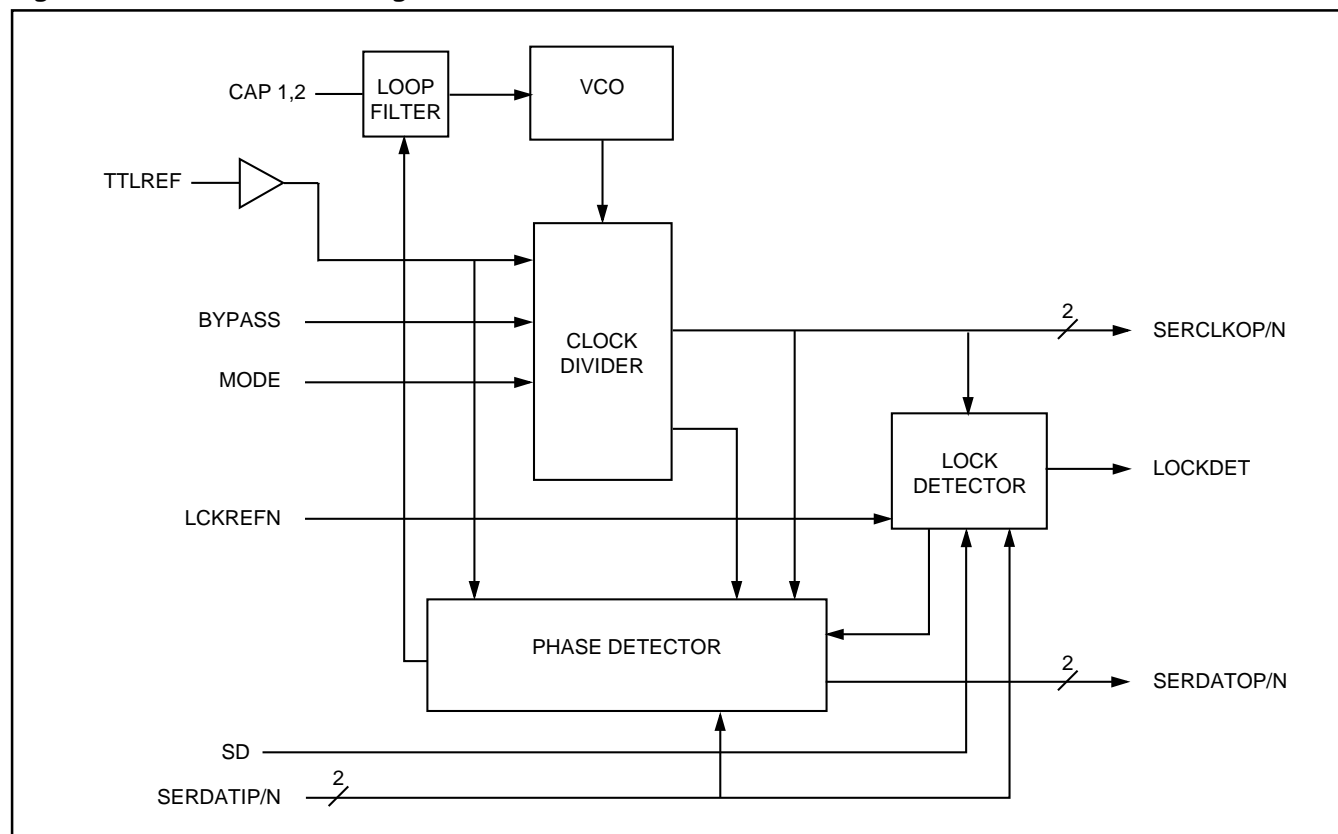 CAP 1,2
LOOP
FILTER
VCO
TTLREF
BYPASS
MODE
CLOCK
DIVIDER
2
SERCLKOP/N
LOCK
DETECTOR
LOCKDET
LCKREFN
PHASE DETECTOR
2
SERDATOP/N
SD
SERDATIP/N
2